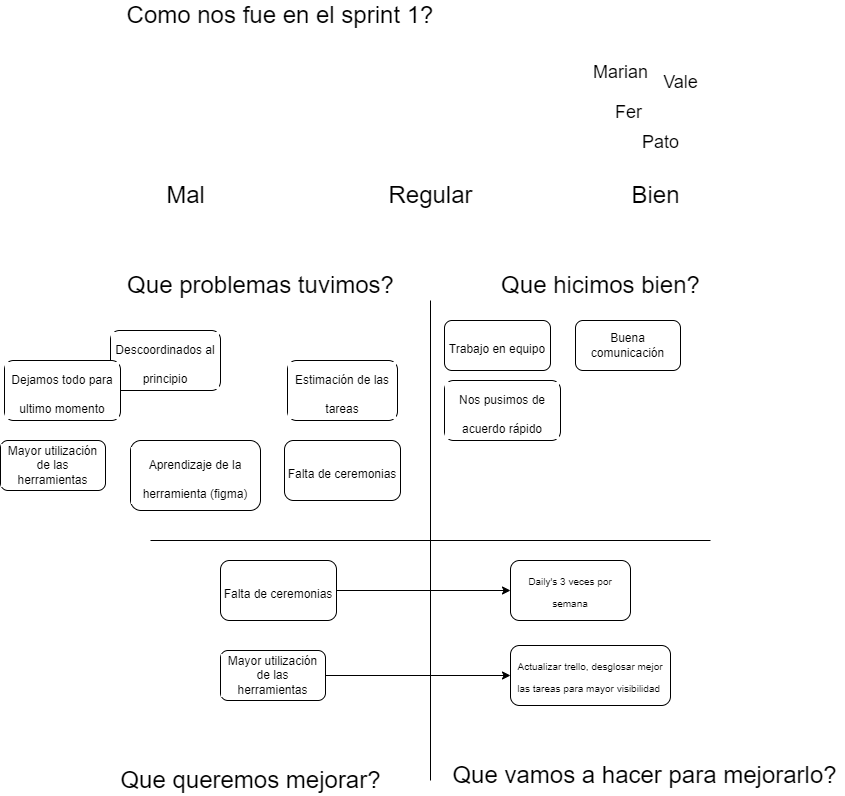 Como nos fue en el sprint 1?
Marian
Vale
Fer
Pato
Mal
Regular
Bien
Que problemas tuvimos?
Descoordinados al
principio
Dejamos todo para
ultimo momento
Estimación de las
tareas
Mayor utilización
de las
herramientas
Aprendizaje de la
herramienta (figma)
Falta de ceremonias
Que hicimos bien?
Trabajo en equipo
Buena
comunicación
Nos pusimos de
acuerdo rápido
Falta de ceremonias
Daily's 3 veces por
semana
Mayor utilización
de las
herramientas
Actualizar trello, desglosar mejor
las tareas para mayor visibilidad
Que queremos mejorar?
Que vamos a hacer para mejorarlo?